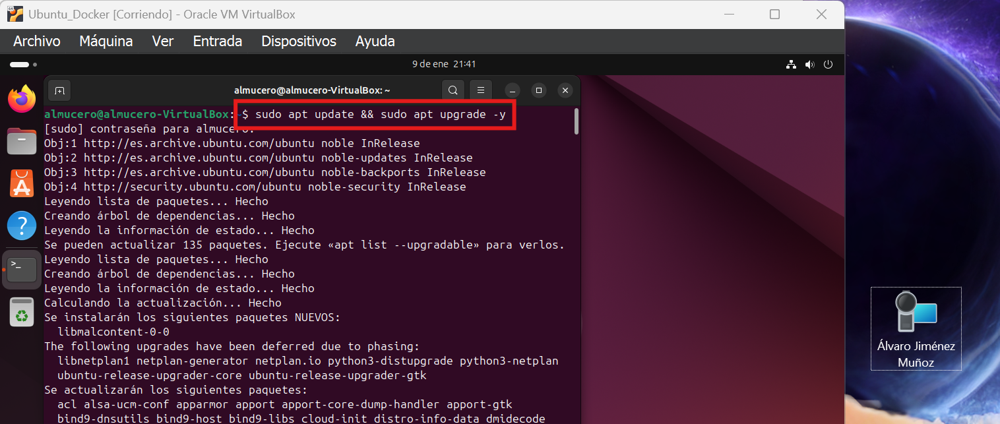 Ubuntu_Docker [Corriendo] - Oracle VM VirtualBox
Archivo Máquina Ver Entrada Dispositivos Ayuda
9 de ene 21:41
almucero@almucero-VirtualBox: ~
almucero@almucero-VirtualBox:~$ sudo apt update && sudo apt upgrade -y
[sudo] contraseña para almucero:
Obj:1 http://es.archive.ubuntu.com/ubuntu noble InRelease
Obj:2 http://es.archive.ubuntu.com/ubuntu noble-updates InRelease
Obj:3 http://es.archive.ubuntu.com/ubuntu noble-backports InRelease
Obj:4 http://security.ubuntu.com/ubuntu noble-security InRelease
Leyendo lista de paquetes... Hecho
Creando árbol de dependencias... Hecho
Leyendo la información de estado... Hecho
Se pueden actualizar 135 paquetes. Ejecute «apt list --upgradable» para verlos.
Leyendo lista de paquetes... Hecho
Creando árbol de dependencias... Hecho
Leyendo la información de estado... Hecho
Calculando la actualización... Hecho
Se instalarán los siguientes paquetes NUEVOS:
  libmalcontent-0-0
The following upgrades have been deferred due to phasing:
  libnetplan1 netplan-generator netplan.io python3-distupgrade python3-netplan
  ubuntu-release-upgrader-core ubuntu-release-upgrader-gtk
Se actualizarán los siguientes paquetes:
  acl alsa-ucm-conf apparmor apport apport-core-dump-handler apport-gtk
  bind9-dnsutils bind9-host bind9-libs cloud-init distro-info-data dmidecode
Álvaro Jiménez
Muñoz